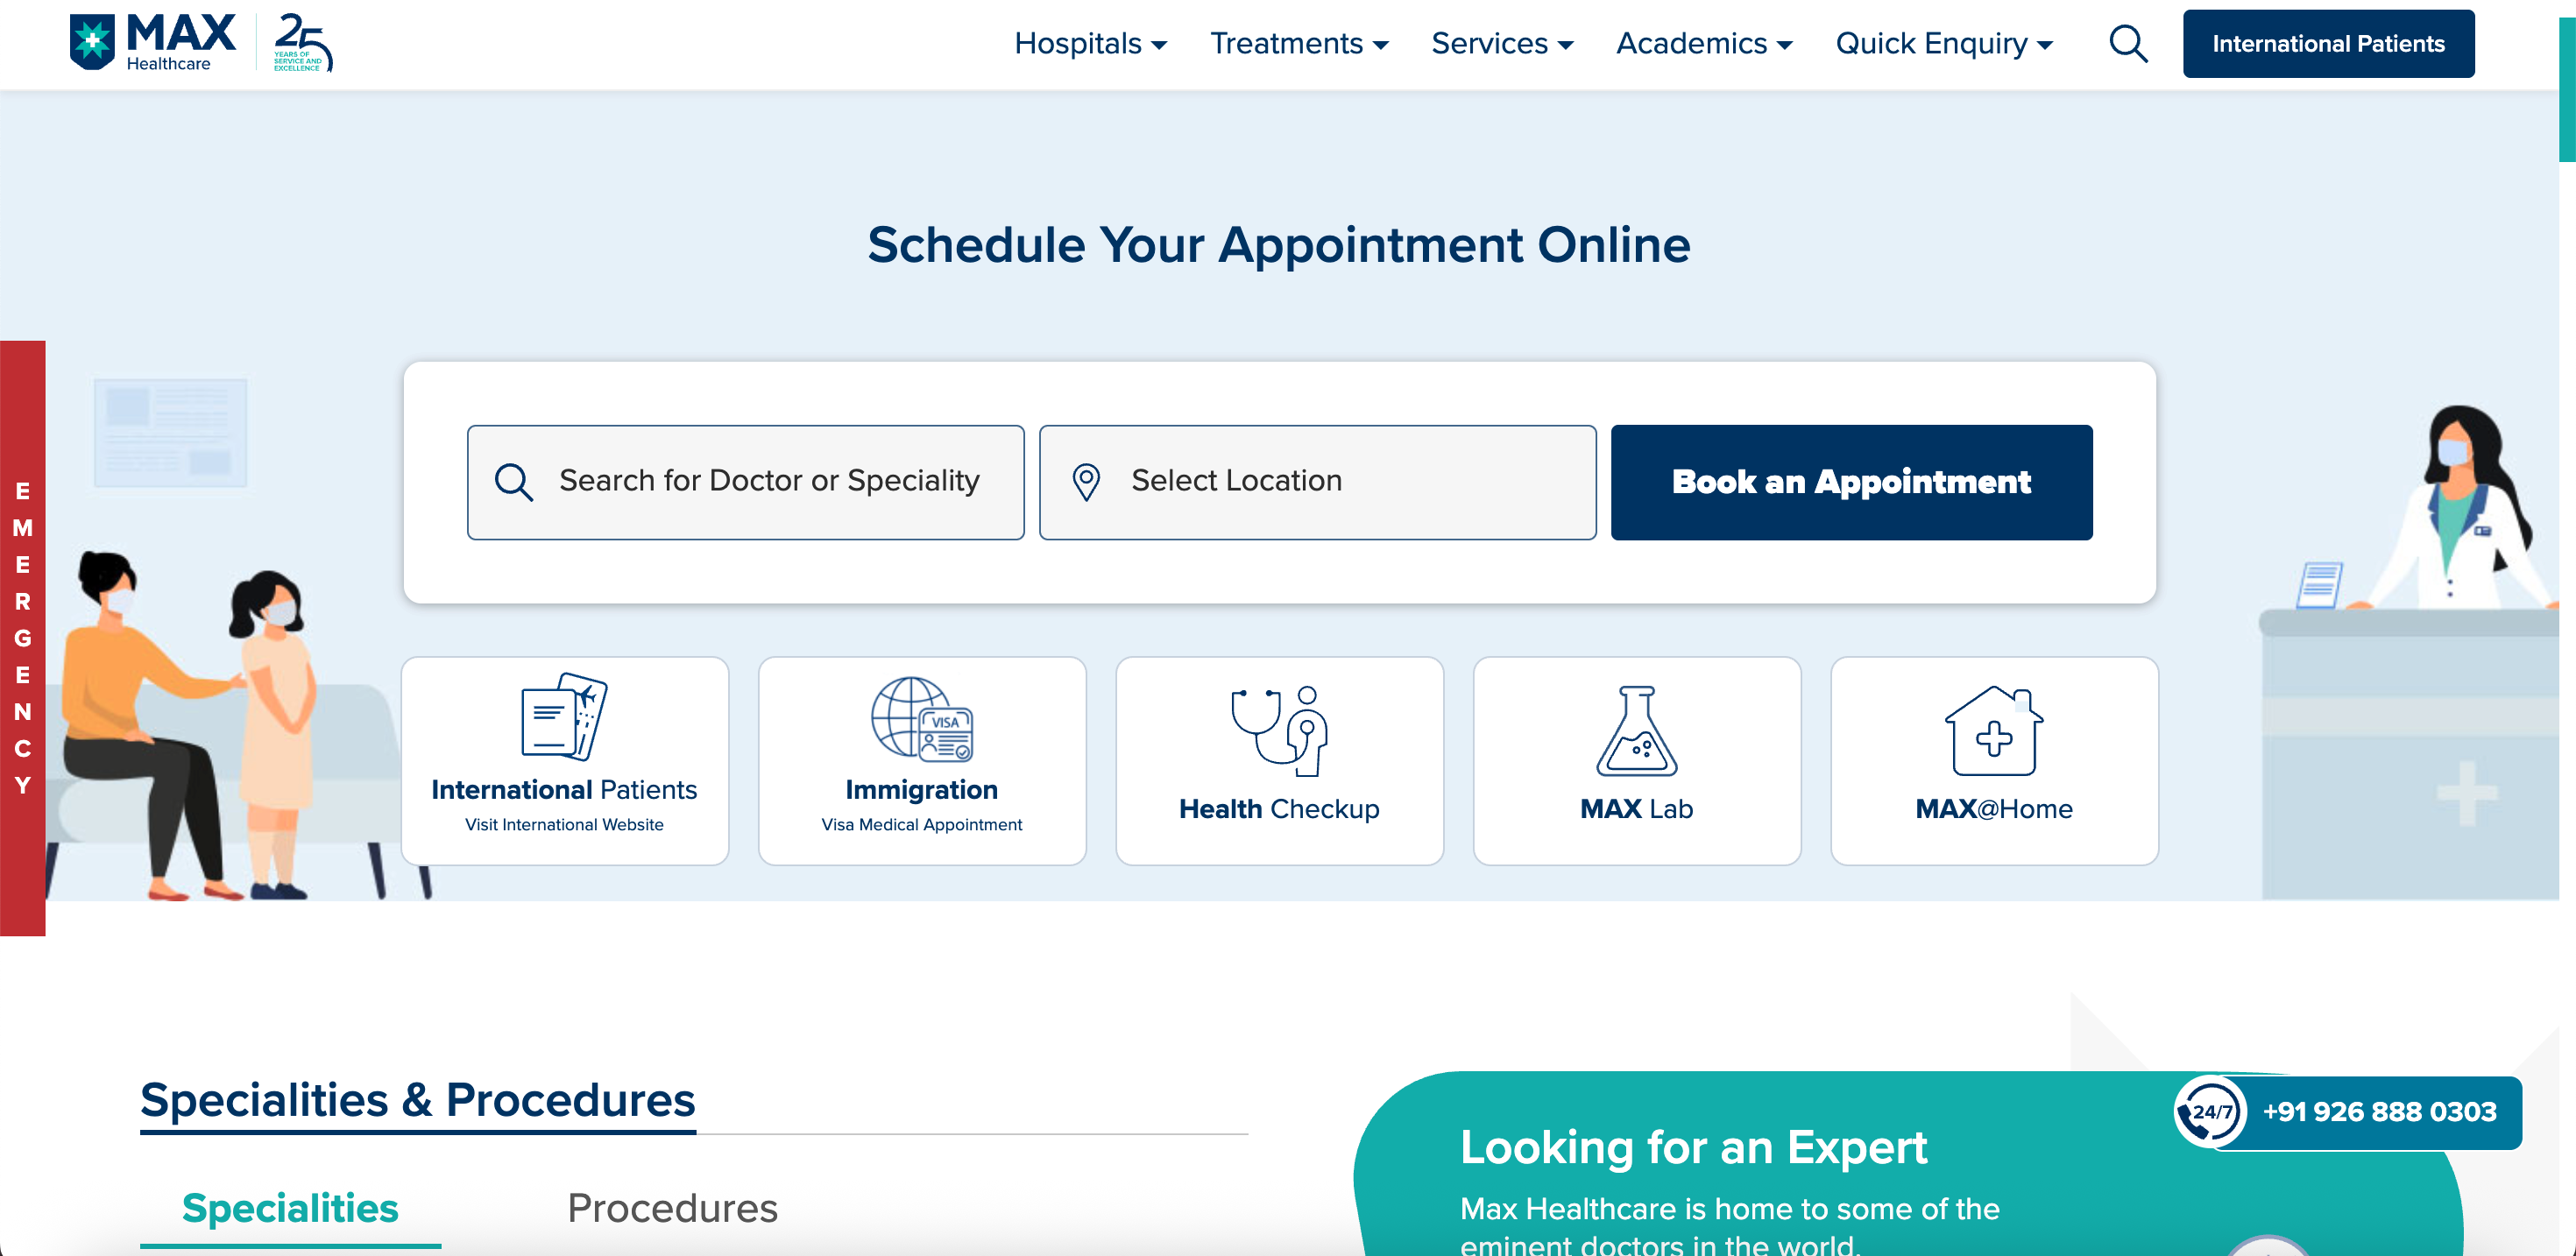 MAX
Healthcare
25
YEARS OF
SERVICE AND
EXCELLENCE
Hospitals
Treatments
Services
Academics
Quick Enquiry
International Patients
Schedule Your Appointment Online
EMERGENCY
Search for Doctor or Speciality
Select Location
Book an Appointment
International Patients
Visit International Website
VISA
Immigration
Visa Medical Appointment
Health Checkup
MAX Lab
MAX@Home
Specialities & Procedures
Specialities
Procedures
24/7
+91 926 888 0303
Looking for an Expert
Max Healthcare is home to some of the
eminent doctors in the world.